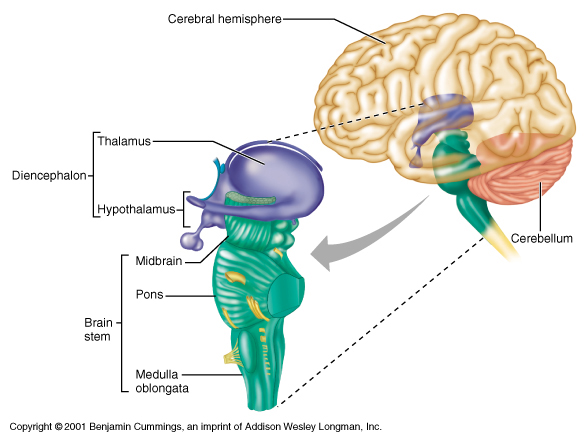 Cerebral hemisphere
Thalamus
Diencephalon
Hypothalamus
Cerebellum
Midbrain
Pons
Brain
stem
Medulla
oblongata
Copyright © 2001 Benjamin Cummings, an imprint of Addison Wesley Longman, Inc.